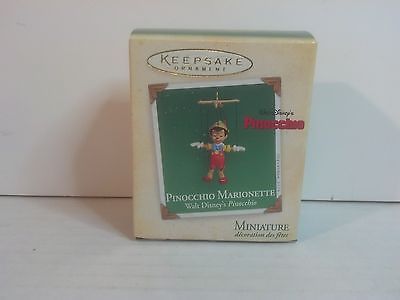 KEEPSAKE
ORNAMENT
Walt Disney's
Pinocchio
PINOCCHIO MARIONETTE
Walt Disney's Pinocchio
MINIATURE
décoration des fêtes